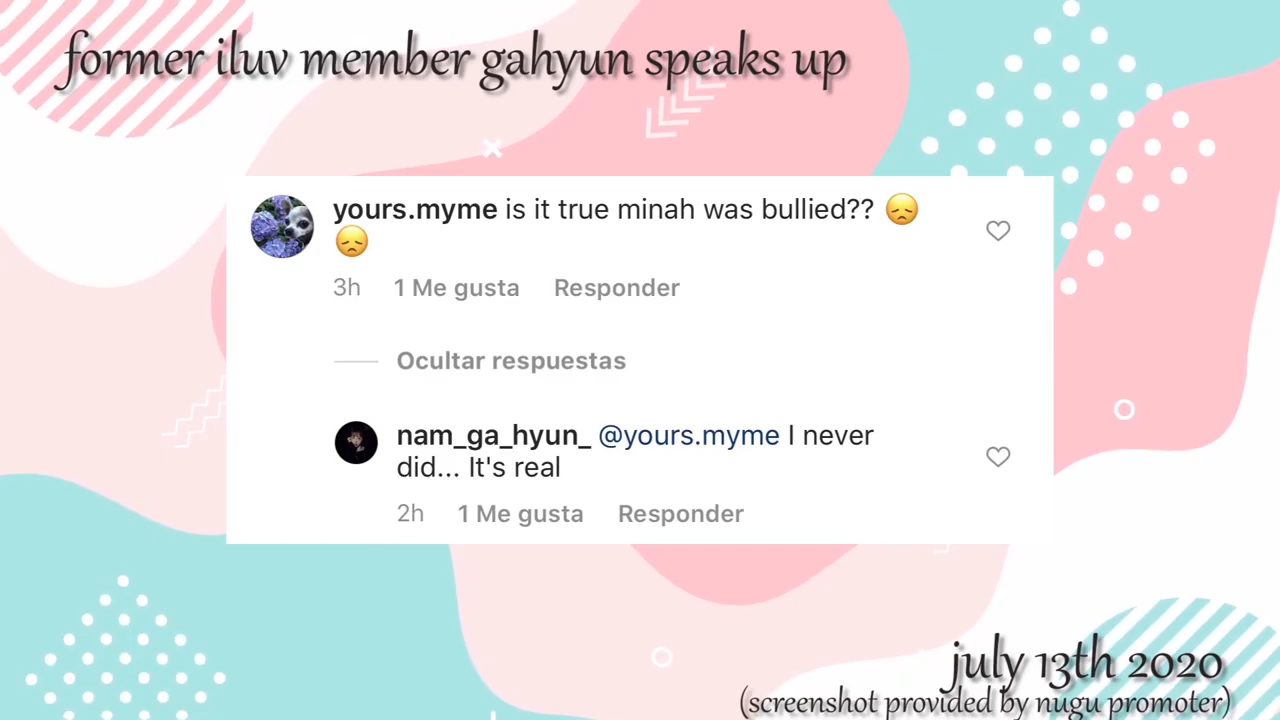 former iluv member gahyun speaks up
yours.myme is it true minah was bullied?? 😞
😞
3h 1 Me gusta Responder
Ocultar respuestas
nam_ga_hyun_ @yours.myme I never
did... It's real
2h 1 Me gusta Responder
july 13th 2020
(screenshot provided by nugu promoter)